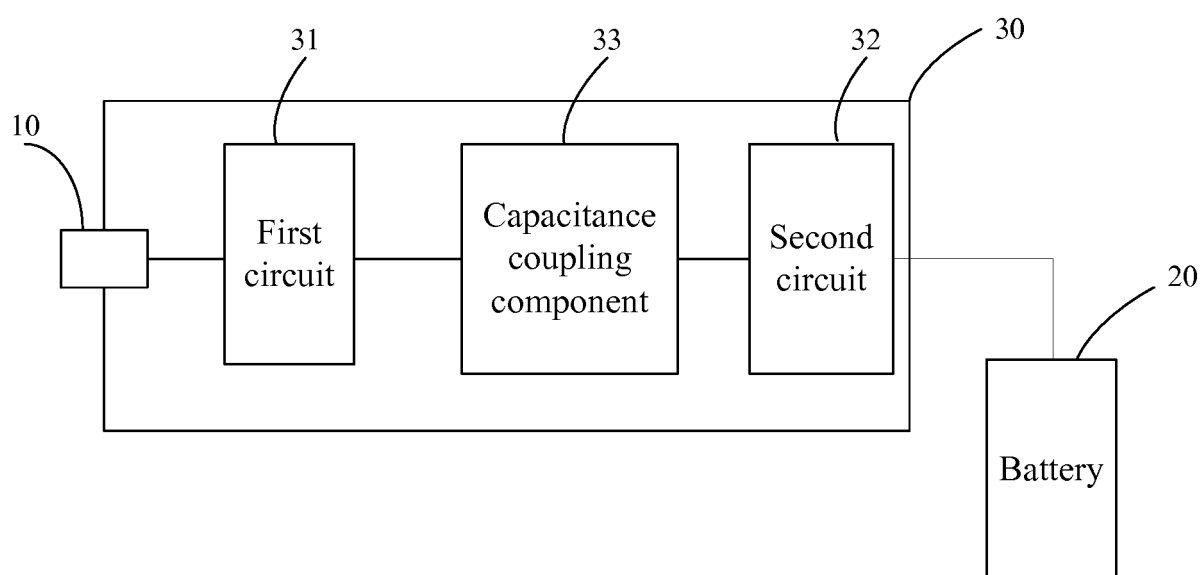 31
33
32
30
10
First
circuit
Capacitance
coupling
component
Second
circuit
20
Battery